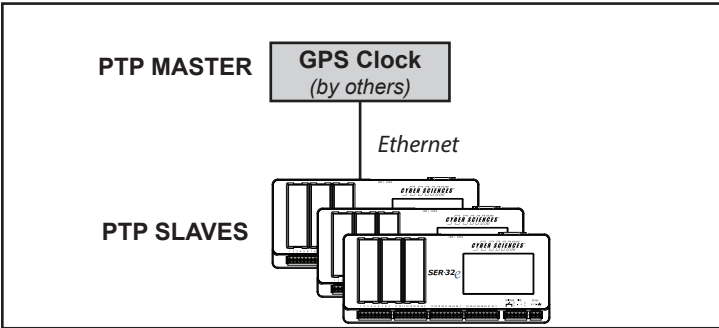 PTP MASTER
GPS Clock
(by others)
Ethernet
CYBER SCIENCES
CYBER SCIENCES
PTP SLAVES
CYBER SCIENCES
SER-32e